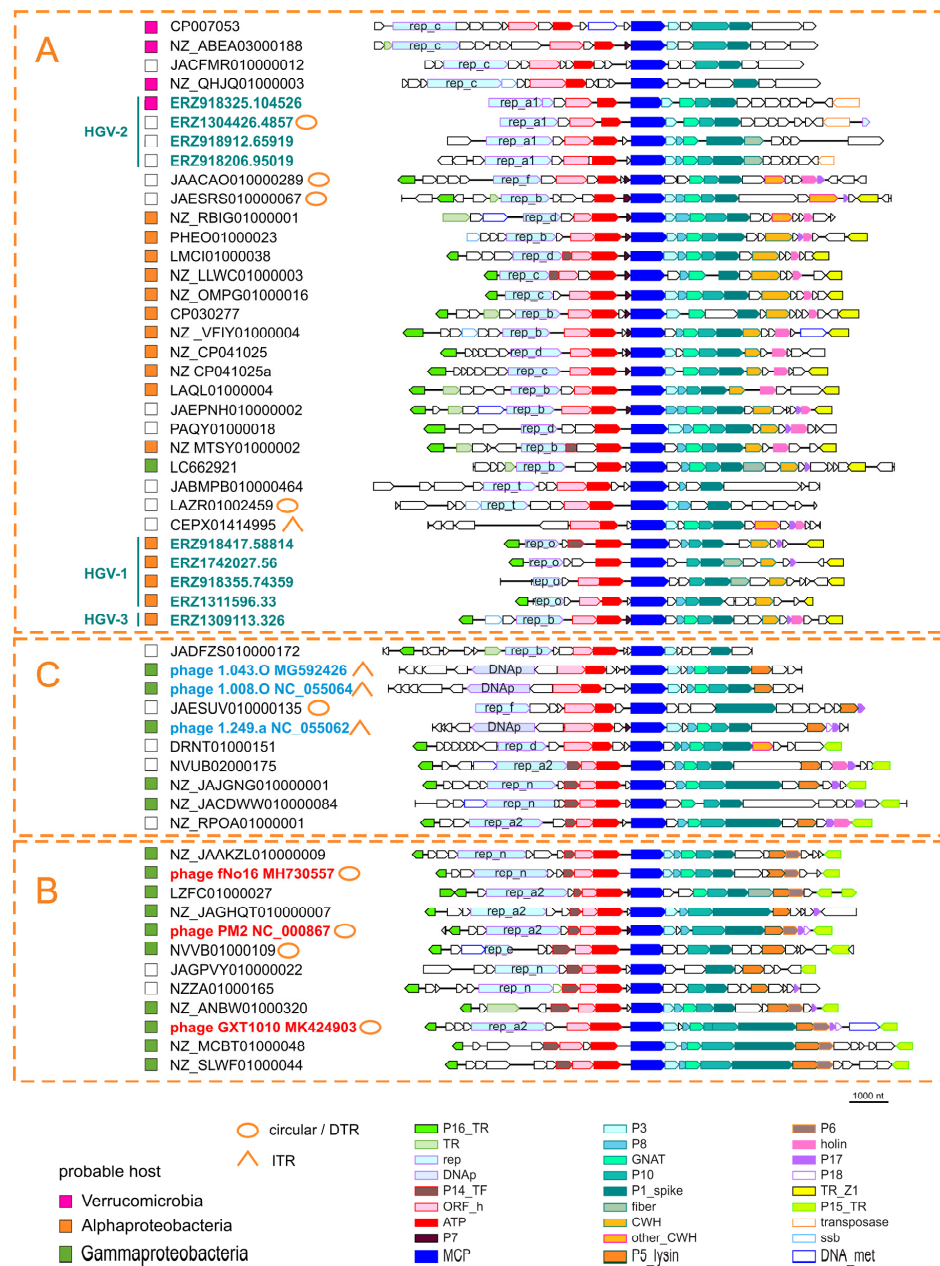 A
CP007053 rep_c
NZ_ABEA03000188 rep_c
JACFMR010000012 rep_c
NZ_QHJQ01000003 rep_c
ERZ918325.104526 rep_a1
HGV-2 ERZ1304426.4857 rep_a1
ERZ918912.65919 rep_a1
ERZ918206.95019 rep_a1
JAACAO010000289 rep_f
JAESRS010000067 rep_b
NZ_RBIG01000001 rep_d
PHEO01000023 rep_b
LMCI01000038 rep_d
NZ_LLWC01000003 rep_c
NZ_OMPG01000016 rep_c
CP030277 rep_b
NZ_VFIY01000004 rep_b
NZ_CP041025 rep_d
NZ CP041025a rep_c
LAQL01000004 rep_b
JAEPNH010000002 rep_b
PAQY01000018 rep_d
NZ MTSY01000002 rep_b
LC662921 rep_b
JABMPB010000464 rep_t
LAZR01002459 rep_t
CEPX01414995
ERZ918417.58814 rep_o
ERZ1742027.56 rep_o
HGV-1 ERZ918355.74359
ERZ1311596.33 rep_o
HGV-3 ERZ1309113.326 rep_b
C
JADFZS010000172 rep_b
phage 1.043.O MG592426 DNAp
phage 1.008.O NC_055064 DNAp
JAESUV010000135 rep_f
phage 1.249.a NC_055062 DNAp
DRNT01000151 rep_d
NVUB02000175 rep_a2
NZ_JAJGNG010000001 rep_n
NZ_JACDWW010000084 rep_n
NZ_RPOA01000001 rep_a2
B
NZ_JAAKZL010000009 rep_n
phage fNo16 MH730557 rep_n
LZFC01000027 rep_a2
NZ_JAGHQT010000007 rep_a2
phage PM2 NC_000867 rep_a2
NVVB01000109 rep_e
JAGPVY010000022 rep_n
NZZA01000165 rep_n
NZ_ANBW01000320
phage GXT1010 MK424903 rep_a2
NZ_MCBT01000048
NZ_SLWF01000044
1000 nt
circular / DTR
ITR
probable host
Verrucomicrobia
Alphaproteobacteria
Gammaproteobacteria
P16_TR
TR
rep
DNAp
P14_TF
ORF_h
ATP
P7
MCP
P3
P8
GNAT
P10
P1_spike
fiber
CWH
other_CWH
P5_lysin
P6
holin
P17
P18
TR_Z1
P15_TR
transposase
ssb
DNA_met